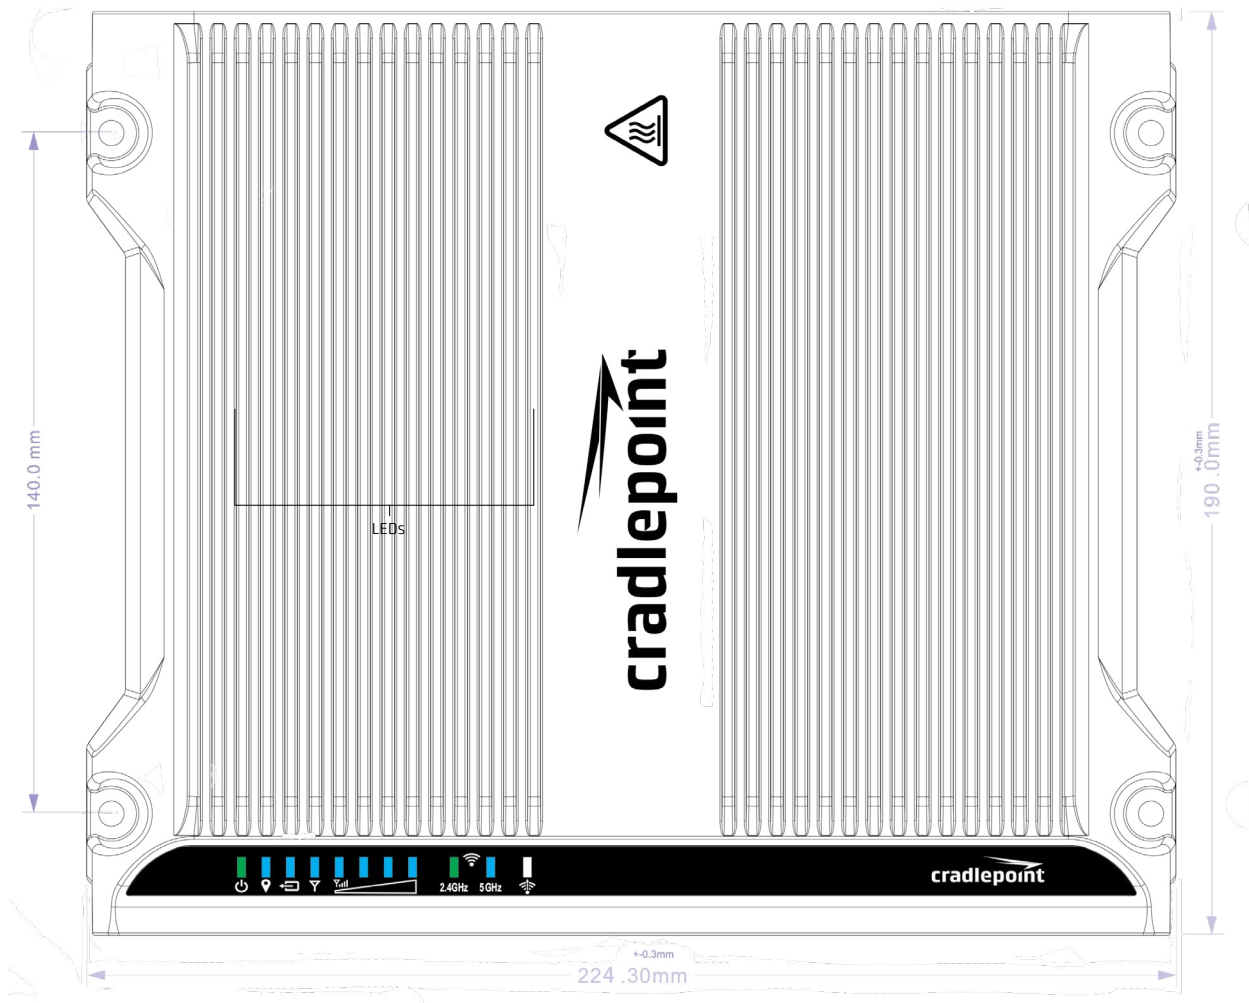 140.0 mm
LEDs
cradlepoint
+-0.3mm
190 .0mm
2.4GHz
5GHz
cradlepoint
+-0.3mm
224 .30mm